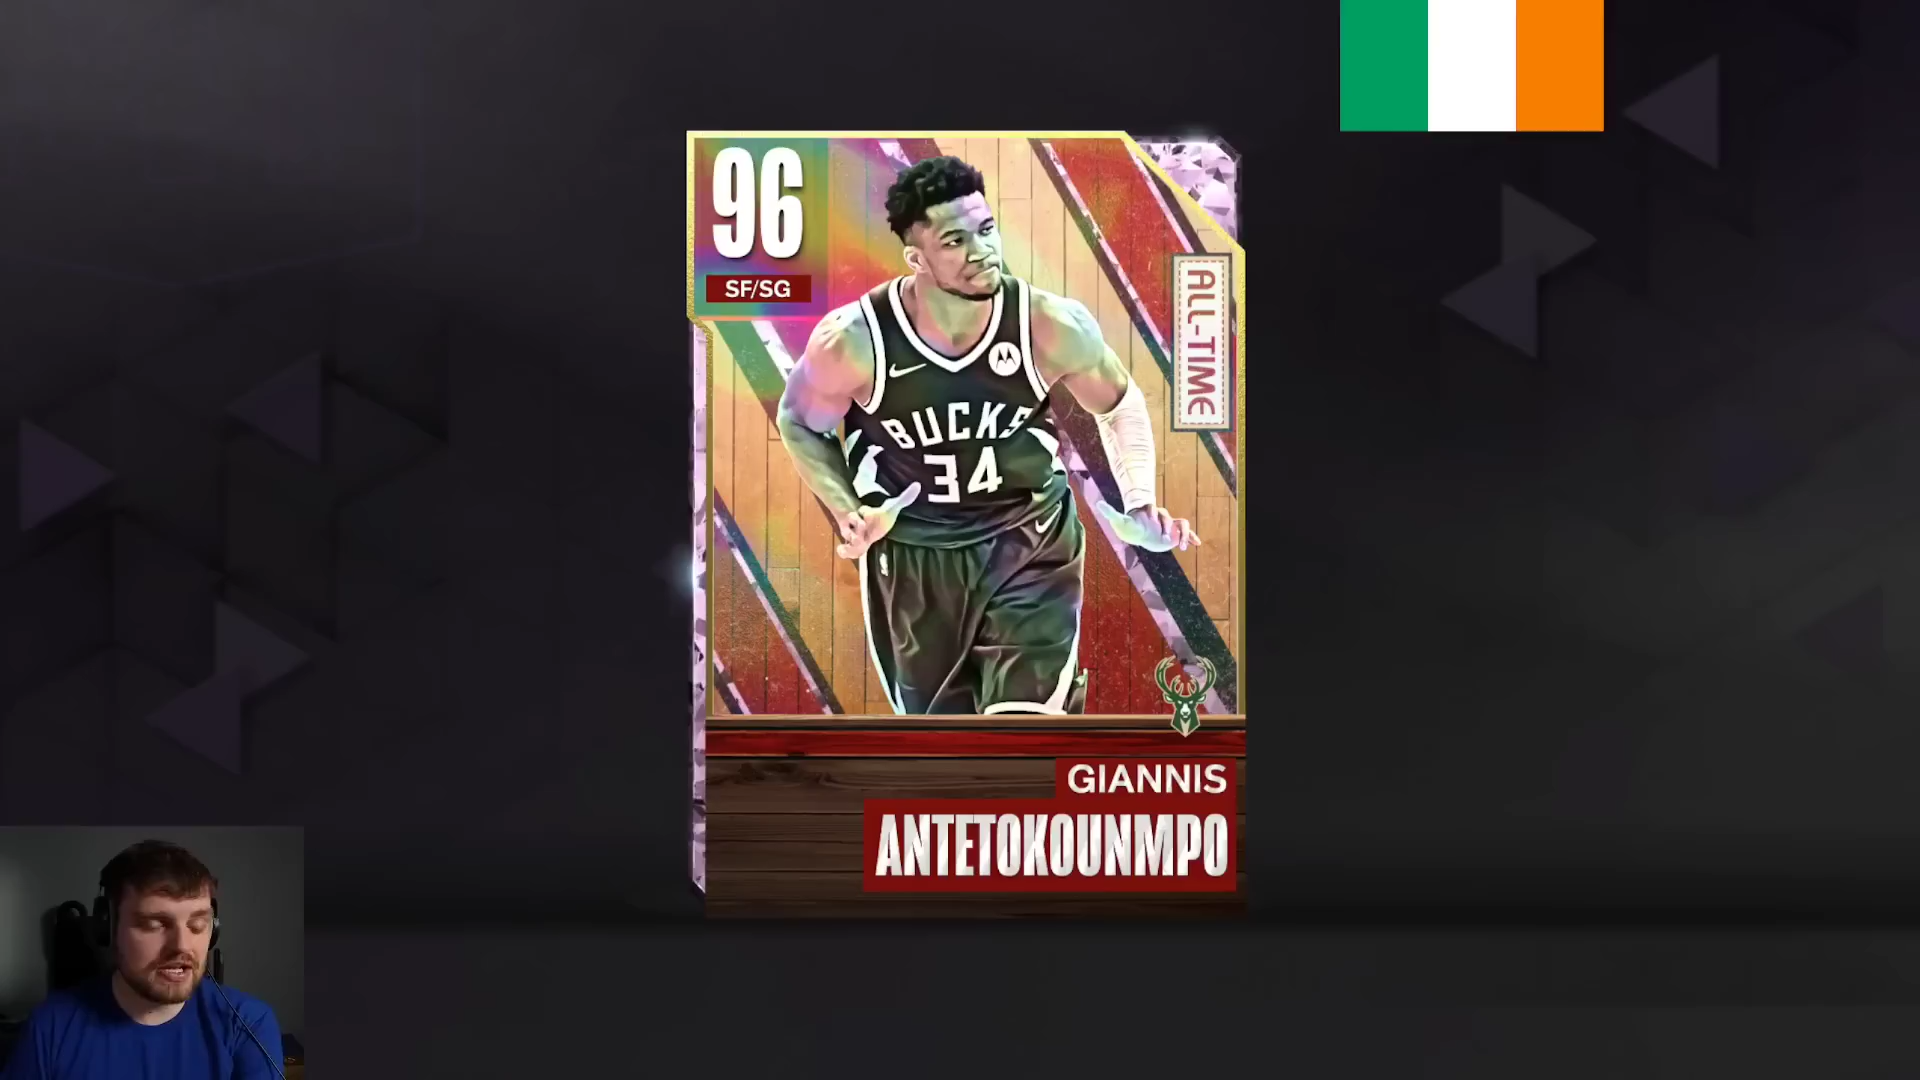 96
SF/SG
ALL-TIME
BUCKS
34
GIANNIS
ANTETOKOUNMPO